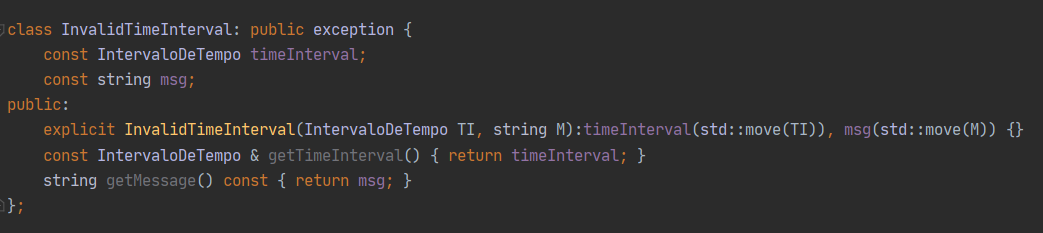 class InvalidTimeInterval: public exception {
    const IntervaloDeTempo timeInterval;
    const string msg;
public:
    explicit InvalidTimeInterval(IntervaloDeTempo TI, string M):timeInterval(std::move(TI)), msg(std::move(M)) {}
    const IntervaloDeTempo & getTimeInterval() { return timeInterval; }
    string getMessage() const { return msg; }
};